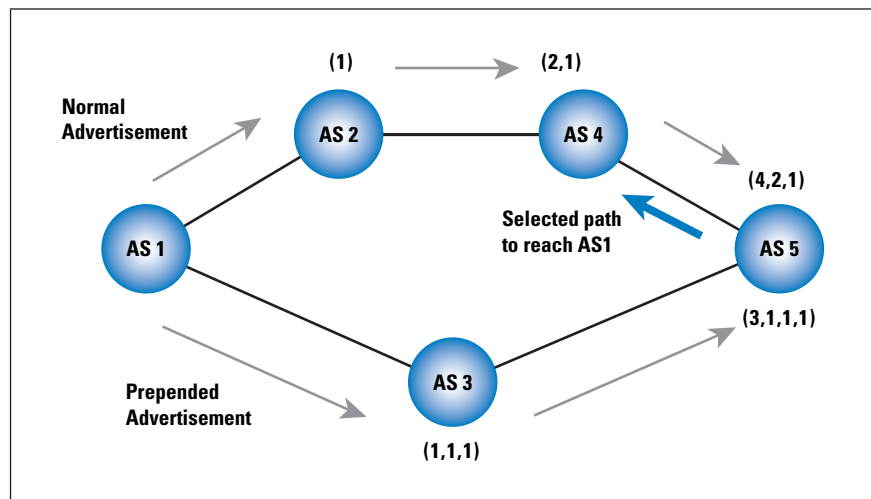 (1)
(2,1)
Normal
Advertisement
AS 2
AS 4
(4,2,1)
Selected path
to reach AS1
AS 1
AS 5
(3,1,1,1)
AS 3
Prepended
Advertisement
(1,1,1)